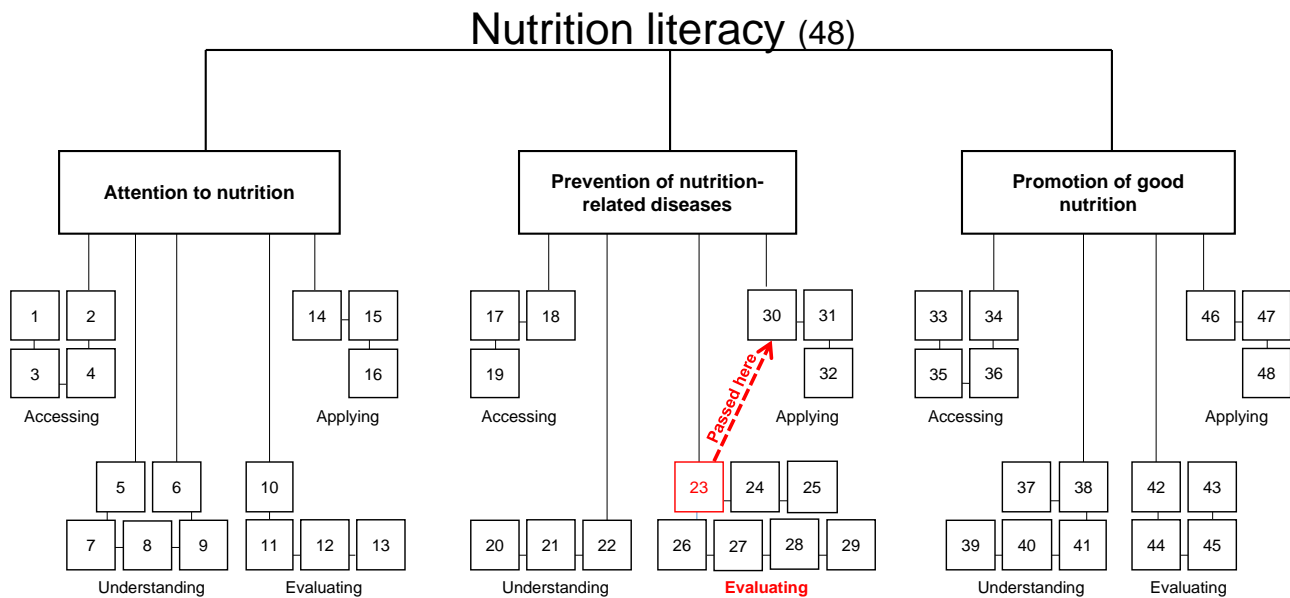 Nutrition literacy (48)
Attention to nutrition
Prevention of nutrition-
related diseases
Promotion of good
nutrition
1 2
3 4
Accessing
14 15
16
Applying
5 6
7 8 9
Understanding
10
11 12 13
Evaluating
17 18
19
Accessing
30 31
32
Applying
Passed here
20 21 22
Understanding
23 24 25
26 27 28 29
Evaluating
33 34
35 36
Accessing
46 47
48
Applying
37 38
39 40 41
Understanding
42 43
44 45
Evaluating